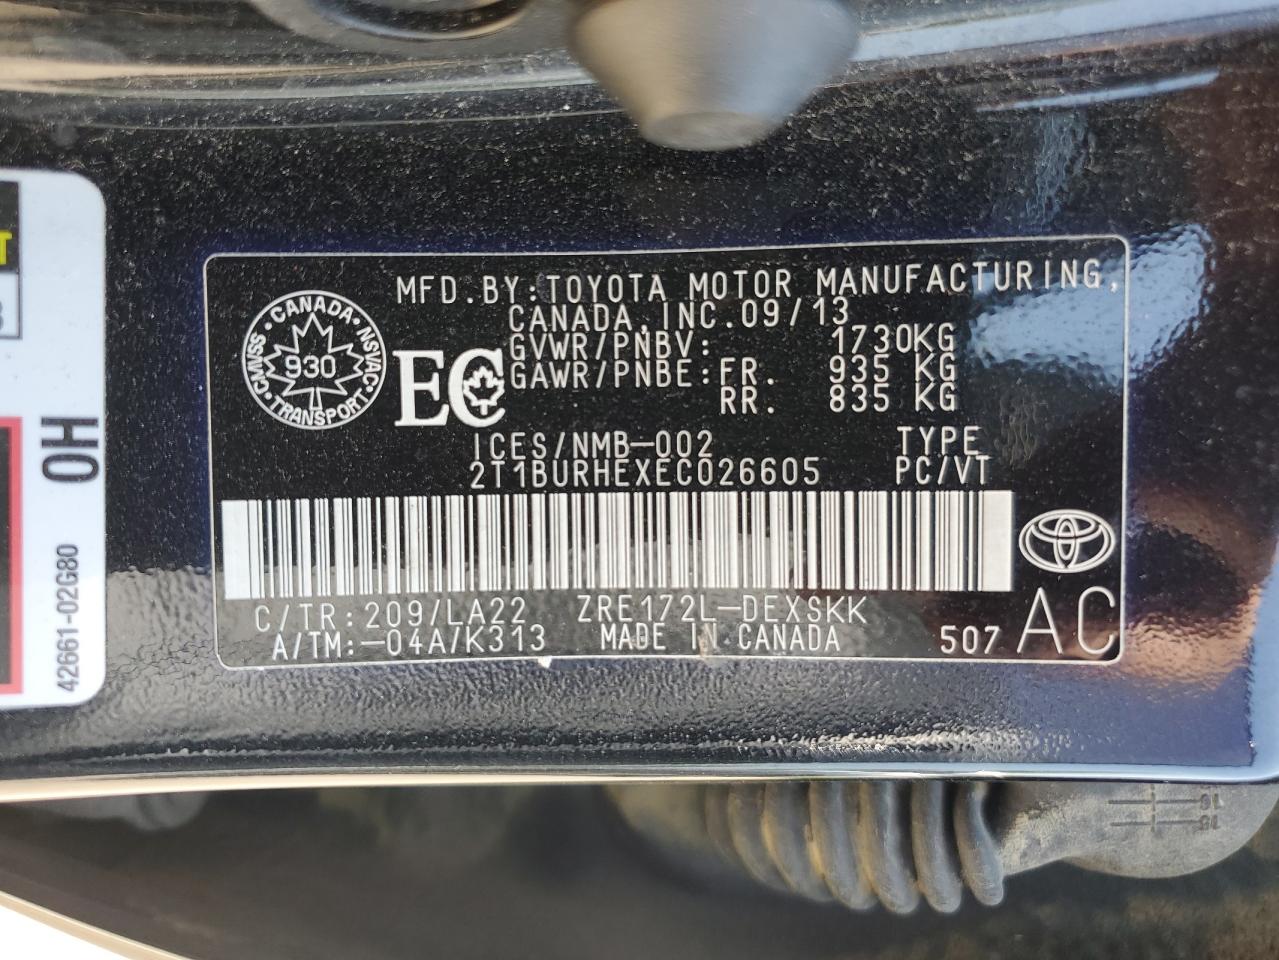 MFD.BY:TOYOTA MOTOR MANUFACTURING,
CANADA,INC.09/13
GVWR/PNBV: 1730KG
GAWR/PNBE:FR. 935 KG
RR. 835 KG
CANADA
CMVSS NSVAC
930
TRANSPORT
EC
ICES/NMB-002 TYPE
2T1BURHEXEC026605 PC/VT
C/TR:209/LA22 ZRE172L-DEXSKK
A/TM:-04A/K313 MADE IN CANADA 507 AC
0H
42661-02G80